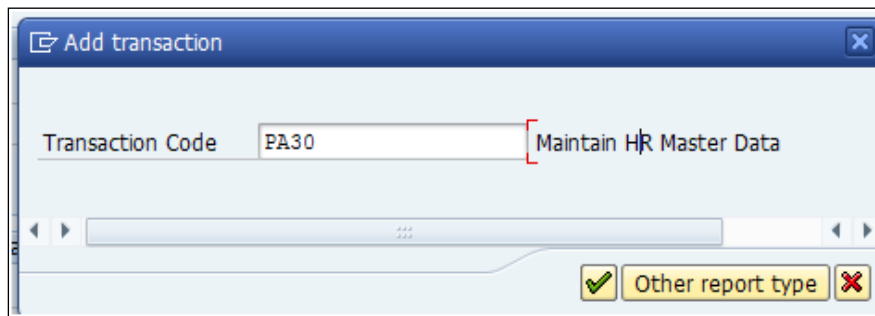 Add transaction
Transaction Code PA30 Maintain HR Master Data
Other report type